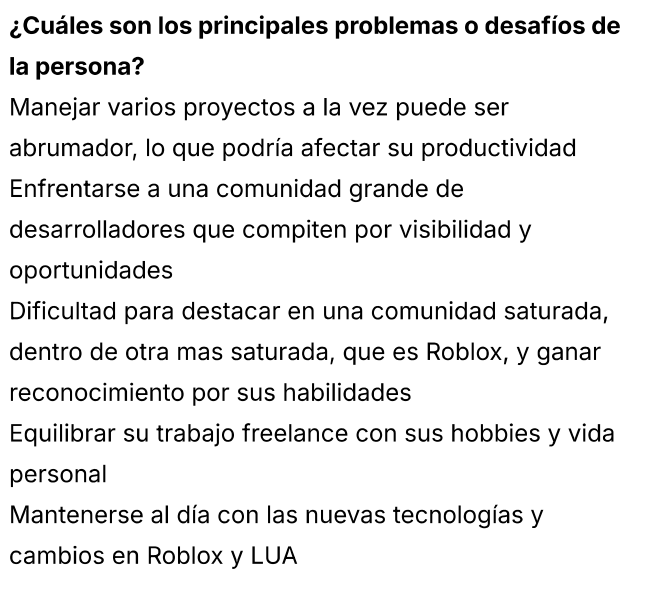 ¿Cuáles son los principales problemas o desafíos de
la persona?
Manejar varios proyectos a la vez puede ser
abrumador, lo que podría afectar su productividad
Enfrentarse a una comunidad grande de
desarrolladores que compiten por visibilidad y
oportunidades
Dificultad para destacar en una comunidad saturada,
dentro de otra mas saturada, que es Roblox, y ganar
reconocimiento por sus habilidades
Equilibrar su trabajo freelance con sus hobbies y vida
personal
Mantenerse al día con las nuevas tecnologías y
cambios en Roblox y LUA